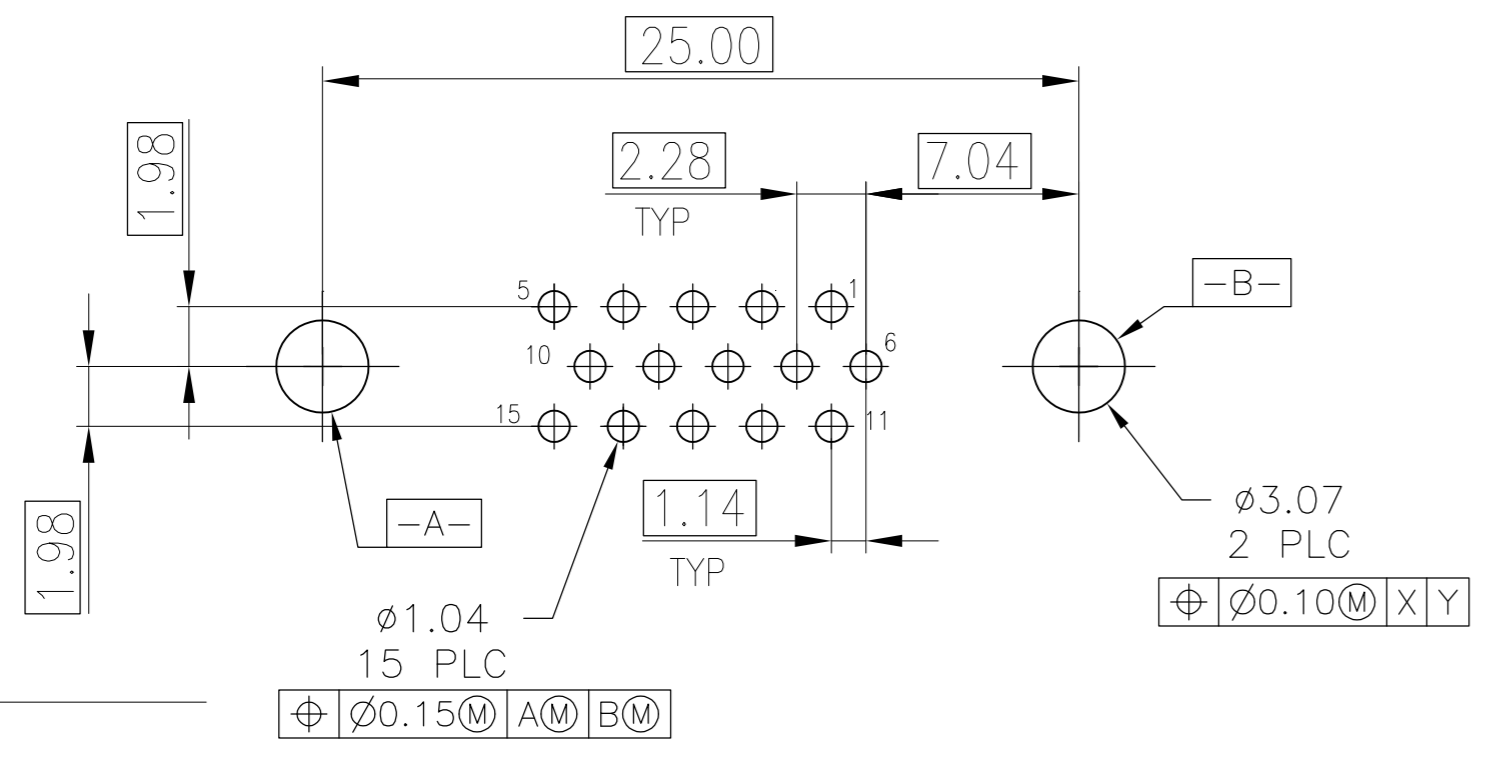 25.00
1.98
2.28
TYP
7.04
-B-
5
1
10
6
15
11
1.98
-A-
1.14
TYP
ø3.07
2 PLC
⌖ Ø0.10Ⓜ X Y
ø1.04
15 PLC
⌖ Ø0.15Ⓜ AⓂ BⓂ